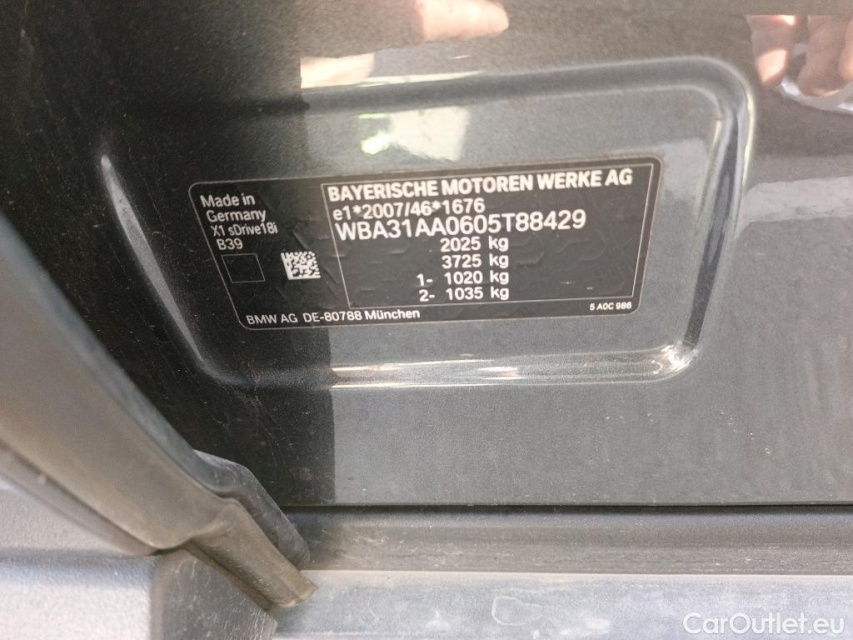 Made in
Germany
X1 sDrive18i
B39
BAYERISCHE MOTOREN WERKE AG
e1*2007/46*1676
WBA31AA0605T88429
2025 kg
3725 kg
1- 1020 kg
2- 1035 kg
BMW AG DE-80788 München
5 A0C 986
CarOutlet.eu